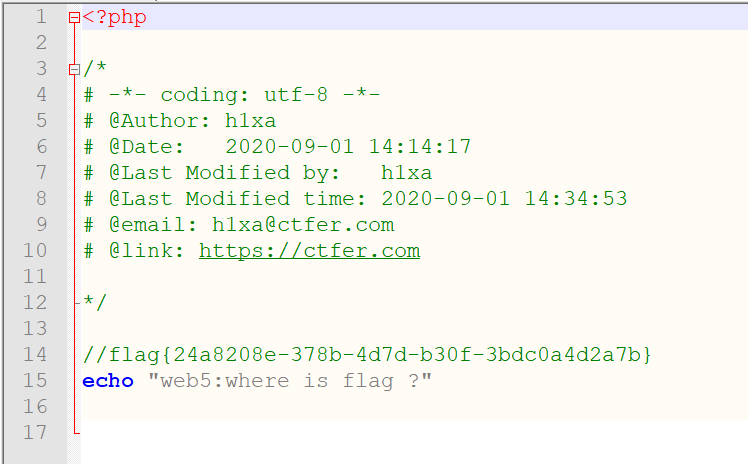 1 <?php
2
3 /*
4 # -*- coding: utf-8 -*-
5 # @Author: h1xa
6 # @Date:   2020-09-01 14:14:17
7 # @Last Modified by:   h1xa
8 # @Last Modified time: 2020-09-01 14:34:53
9 # @email: h1xa@ctfer.com
10 # @link: https://ctfer.com
11
12 */
13
14 //flag{24a8208e-378b-4d7d-b30f-3bdc0a4d2a7b}
15 echo "web5:where is flag ?"
16
17